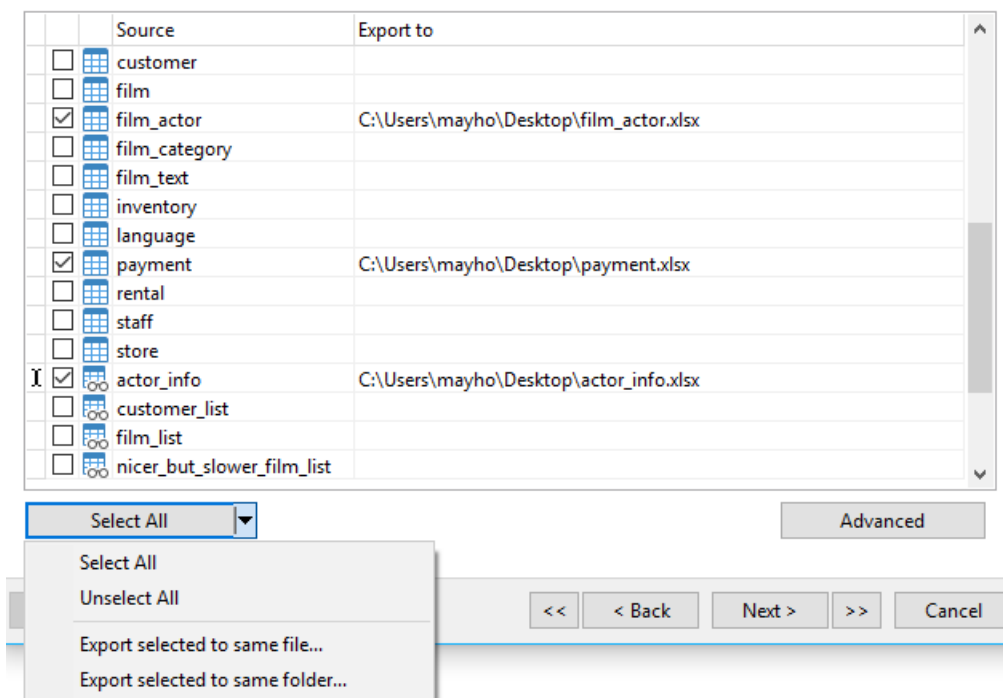 Source Export to
customer
film
film_actor C:\Users\mayho\Desktop\film_actor.xlsx
film_category
film_text
inventory
language
payment C:\Users\mayho\Desktop\payment.xlsx
rental
staff
store
actor_info C:\Users\mayho\Desktop\actor_info.xlsx
customer_list
film_list
nicer_but_slower_film_list
Select All Advanced
Select All
Unselect All
<< < Back Next > >> Cancel
Export selected to same file...
Export selected to same folder...